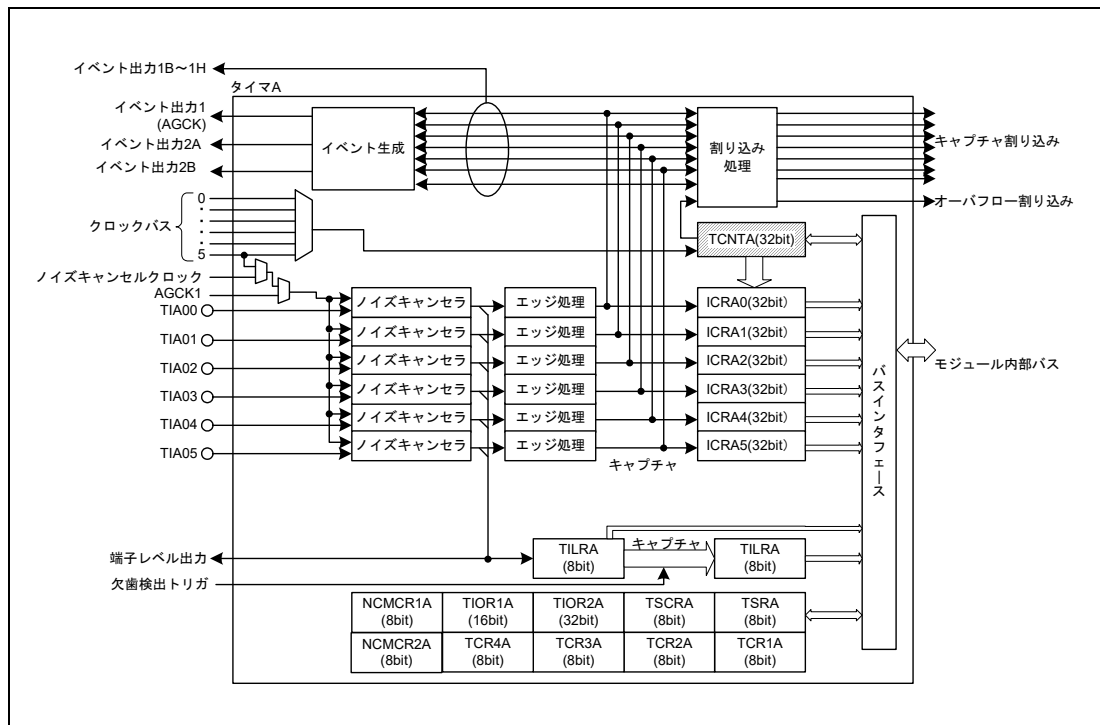 イベント出力1B～1H
タイマA
イベント出力1
(AGCK)
イベント出力2A
イベント出力2B
イベント生成
割り込み
処理
キャプチャ割り込み
オーバフロー割り込み
クロックバス
0
・
・
・
・
5
TCNTA(32bit)
ノイズキャンセルクロック
AGCK1
TIA00
ノイズキャンセラ
エッジ処理
ICRA0(32bit)
TIA01
ノイズキャンセラ
エッジ処理
ICRA1(32bit)
TIA02
ノイズキャンセラ
エッジ処理
ICRA2(32bit)
TIA03
ノイズキャンセラ
エッジ処理
ICRA3(32bit)
TIA04
ノイズキャンセラ
エッジ処理
ICRA4(32bit)
TIA05
ノイズキャンセラ
エッジ処理
ICRA5(32bit)
キャプチャ
モジュール内部バス
バスインタフェース
端子レベル出力
欠歯検出トリガ
TILRA
(8bit)
キャプチャ
TILRA
(8bit)
NCMCR1A
(8bit)
TIOR1A
(16bit)
TIOR2A
(32bit)
TSCRA
(8bit)
TSRA
(8bit)
NCMCR2A
(8bit)
TCR4A
(8bit)
TCR3A
(8bit)
TCR2A
(8bit)
TCR1A
(8bit)